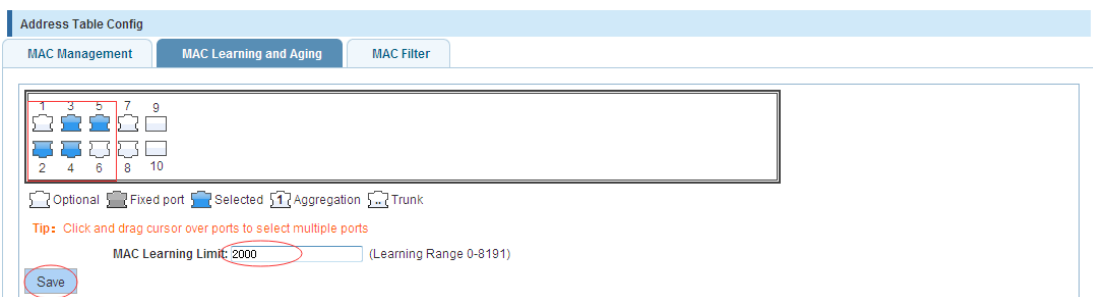 Address Table Config
MAC Management MAC Learning and Aging MAC Filter
1 3 5 7 9
2 4 6 8 10
Optional Fixed port Selected 1 Aggregation .. Trunk
Tip: Click and drag cursor over ports to select multiple ports
MAC Learning Limit: 2000 (Learning Range 0-8191)
Save